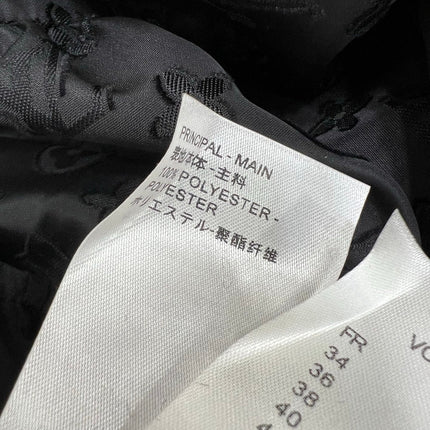 PRINCIPAL - MAIN
表地本体-主料
100% POLYESTER -
POLYESTER
ポリエステル-聚酯纤维
FR
34
36
38
40